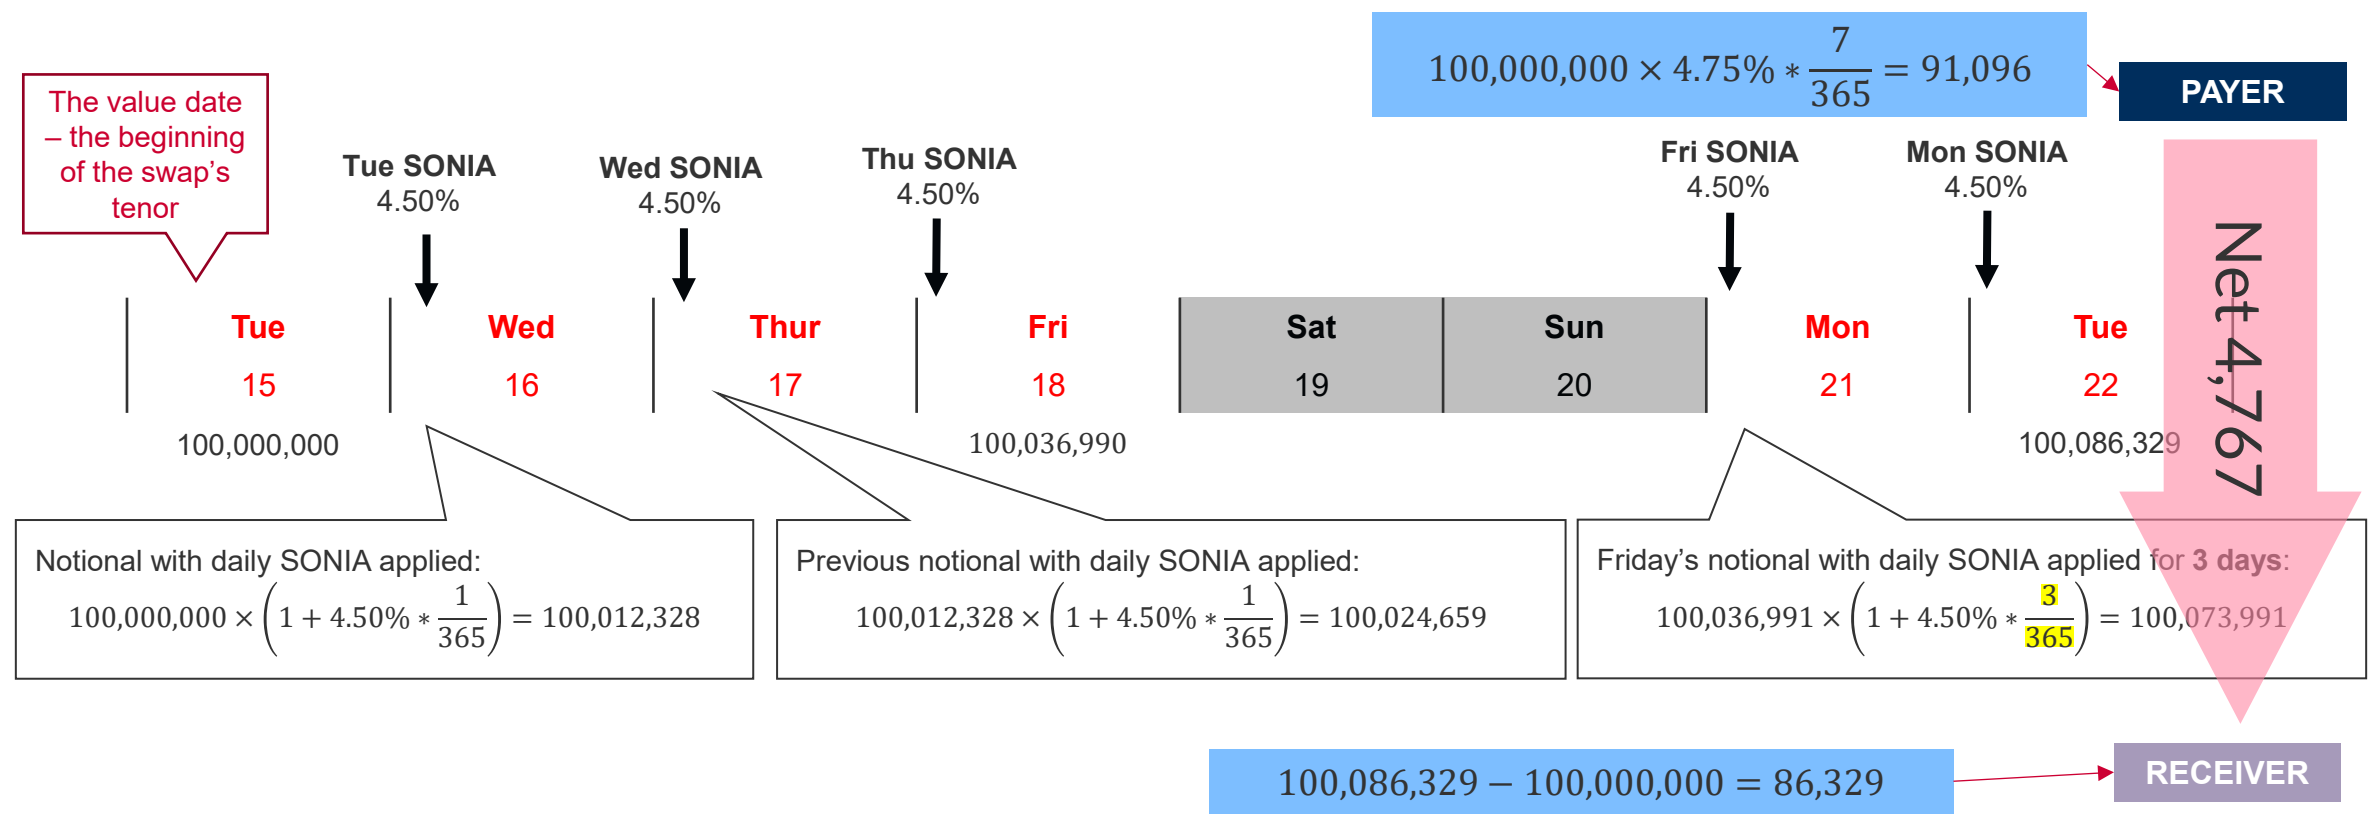 100,000,000 × 4.75% ∗ 7/365 = 91,096
PAYER
The value date
– the beginning
of the swap's
tenor
Tue SONIA
4.50%
Wed SONIA
4.50%
Thu SONIA
4.50%
Fri SONIA
4.50%
Mon SONIA
4.50%
Net 4,767
Tue
Wed
Thur
Fri
Sat
Sun
Mon
Tue
15
16
17
18
19
20
21
22
100,000,000
100,036,990
100,086,329
Notional with daily SONIA applied:
100,000,000 × (1 + 4.50% ∗ 1/365) = 100,012,328
Previous notional with daily SONIA applied:
100,012,328 × (1 + 4.50% ∗ 1/365) = 100,024,659
Friday's notional with daily SONIA applied for 3 days:
100,036,991 × (1 + 4.50% ∗ 3/365) = 100,073,991
100,086,329 − 100,000,000 = 86,329
RECEIVER